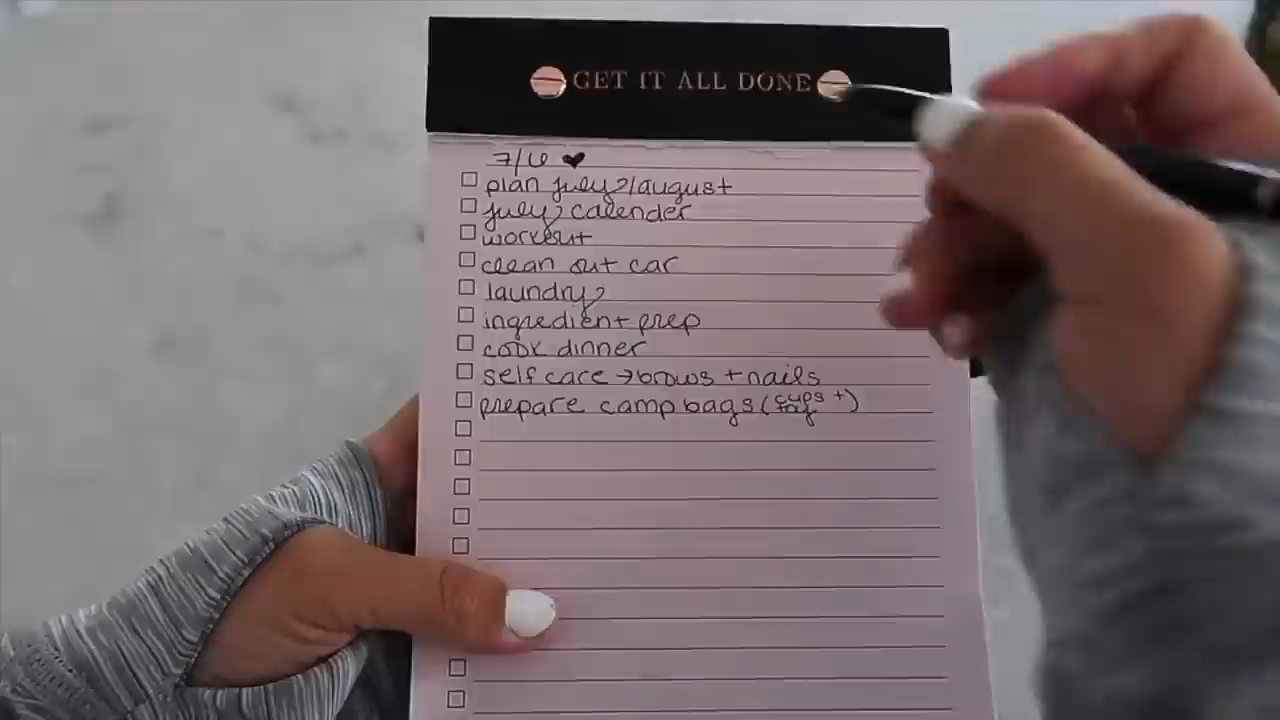 GET IT ALL DONE
7/6 ♥
plan july/august
july calender
workout
clean out car
laundry
ingredient prep
cook dinner
self care → brows + nails
prepare camp bags (cups +)